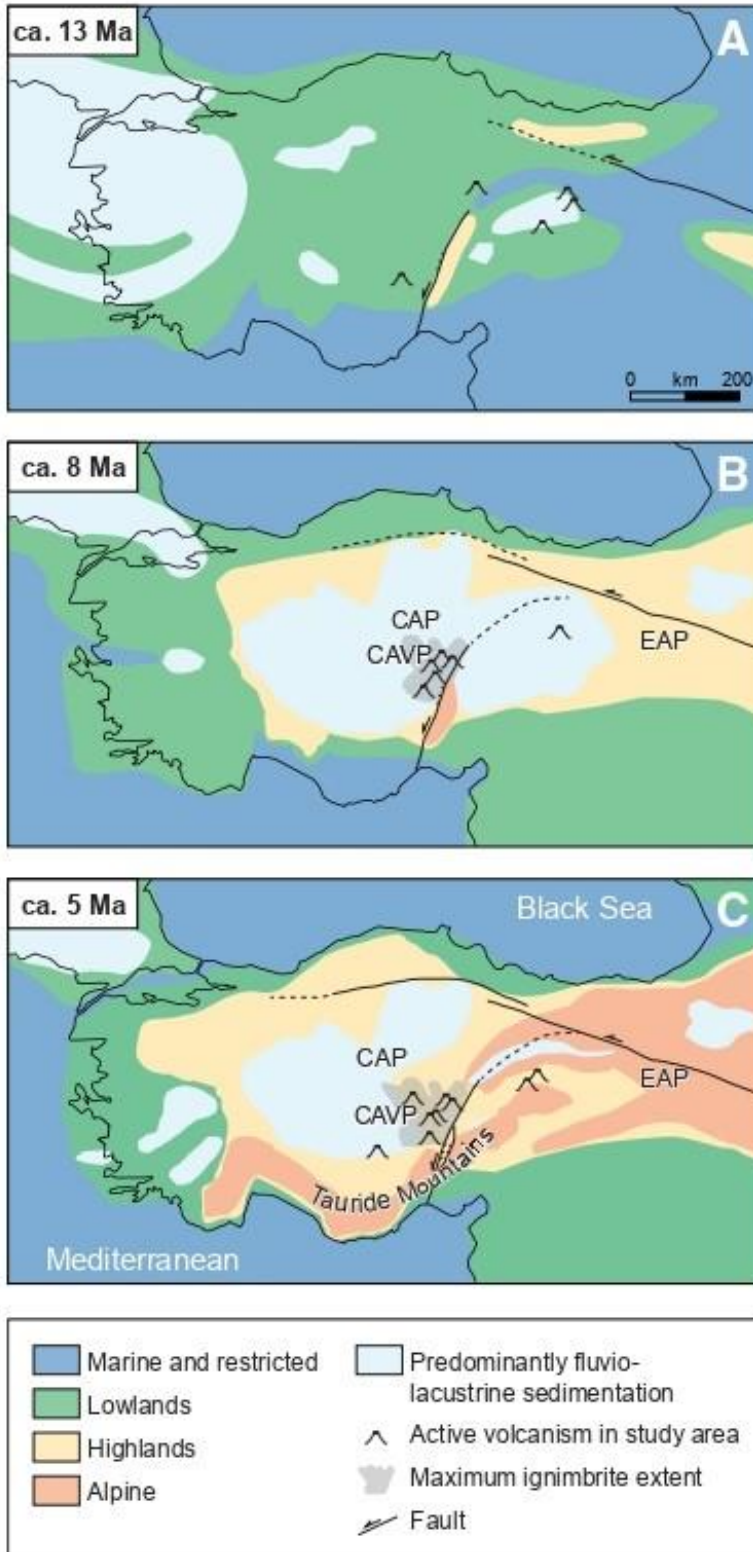 ca. 13 Ma
A
0 km 200
ca. 8 Ma
B
CAP
CAVP
EAP
ca. 5 Ma
Black Sea
C
CAP
CAVP
EAP
Tauride Mountains
Mediterranean
Marine and restricted
Lowlands
Highlands
Alpine
Predominantly fluvio-
lacustrine sedimentation
Active volcanism in study area
Maximum ignimbrite extent
Fault